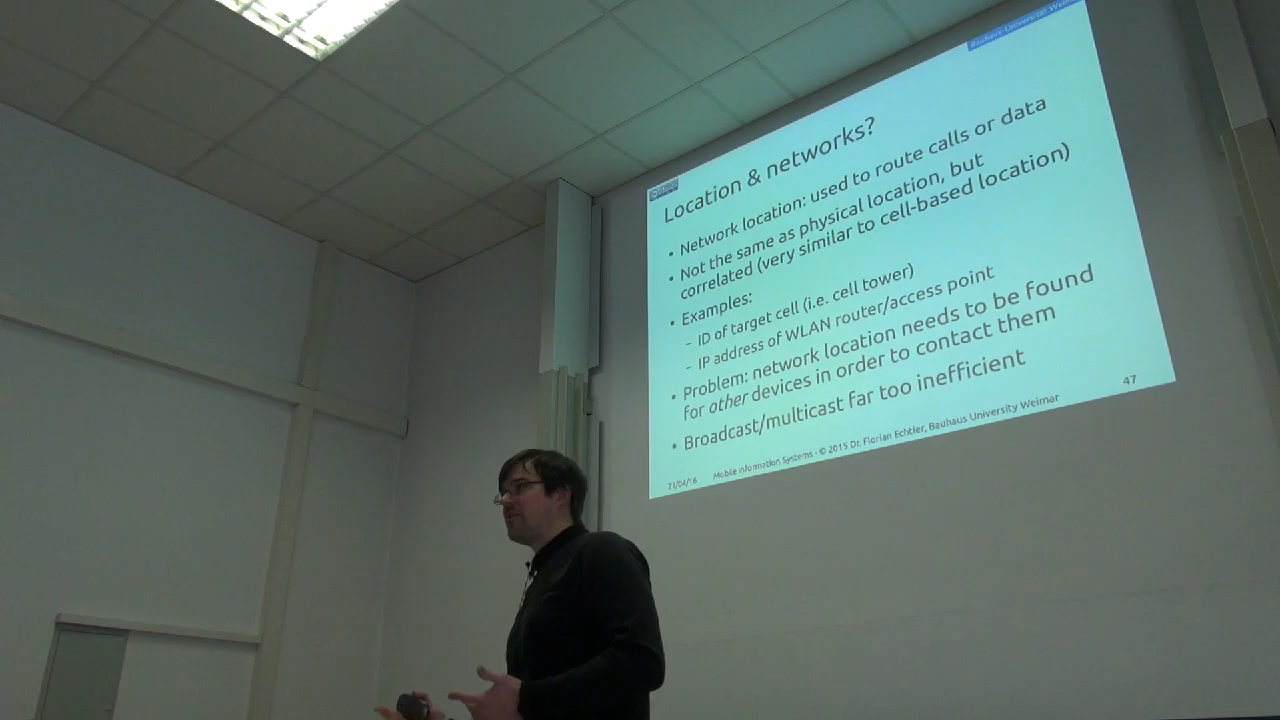 Bauhaus-Universität Weimar
Location & networks?
• Network location: used to route calls or data
• Not the same as physical location, but
correlated (very similar to cell-based location)
• Examples:
– ID of target cell (i.e. cell tower)
– IP address of WLAN router/access point
• Problem: network location needs to be found
for other devices in order to contact them
• Broadcast/multicast far too inefficient
21/04/16 Mobile Information Systems - © 2015 Dr. Florian Echtler, Bauhaus University Weimar 47